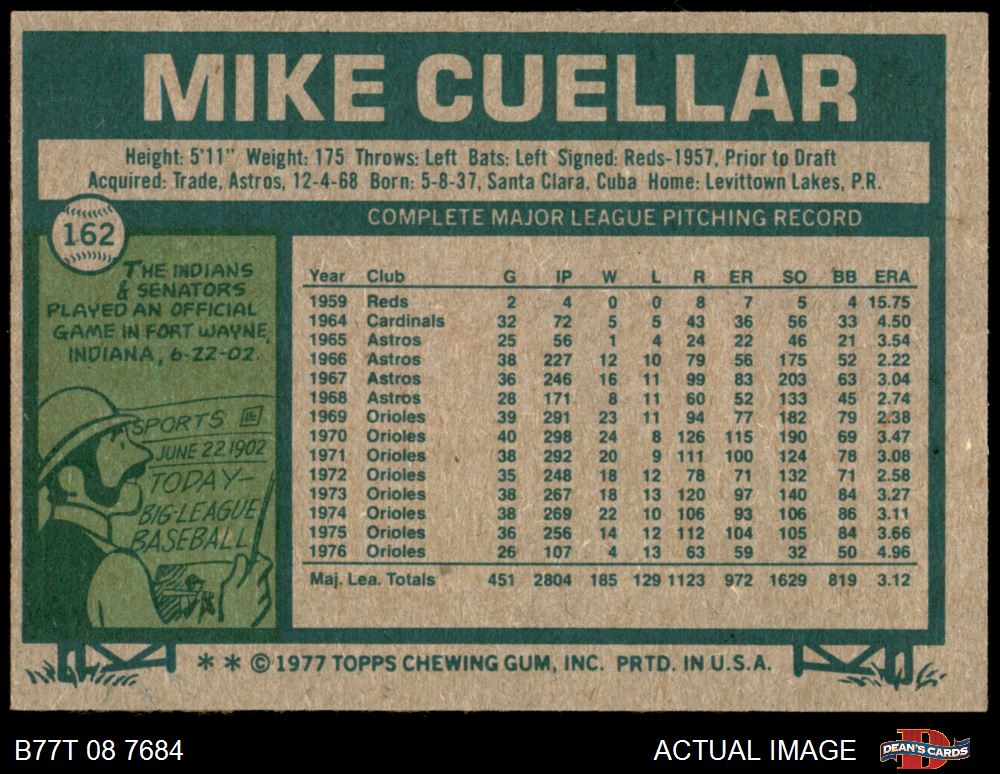 MIKE CUELLAR
Height: 5'11" Weight: 175 Throws: Left Bats: Left Signed: Reds-1957, Prior to Draft
Acquired: Trade, Astros, 12-4-68 Born: 5-8-37, Santa Clara, Cuba Home: Levittown Lakes, P.R.
162
COMPLETE MAJOR LEAGUE PITCHING RECORD
THE INDIANS
& SENATORS
PLAYED AN OFFICIAL
GAME IN FORT WAYNE,
INDIANA, 6-22-02.
SPORTS
JUNE 22, 1902
TODAY-
BIG-LEAGUE
BASEBALL
Year Club G IP W L R ER SO BB ERA
1959 Reds 2 4 0 0 8 7 5 4 15.75
1964 Cardinals 32 72 5 5 43 36 56 33 4.50
1965 Astros 25 56 1 4 24 22 46 21 3.54
1966 Astros 38 227 12 10 79 56 175 52 2.22
1967 Astros 36 246 16 11 99 83 203 63 3.04
1968 Astros 28 171 8 11 60 52 133 45 2.74
1969 Orioles 39 291 23 11 94 77 182 79 2.38
1970 Orioles 40 298 24 8 126 115 190 69 3.47
1971 Orioles 38 292 20 9 111 100 124 78 3.08
1972 Orioles 35 248 18 12 78 71 132 71 2.58
1973 Orioles 38 267 18 13 120 97 140 84 3.27
1974 Orioles 38 269 22 10 106 93 106 86 3.11
1975 Orioles 36 256 14 12 112 104 105 84 3.66
1976 Orioles 26 107 4 13 63 59 32 50 4.96
Maj. Lea. Totals 451 2804 185 129 1123 972 1629 819 3.12
* * © 1977 TOPPS CHEWING GUM, INC. PRTD. IN U.S.A.
B77T 08 7684
ACTUAL IMAGE
DEAN'S CARDS